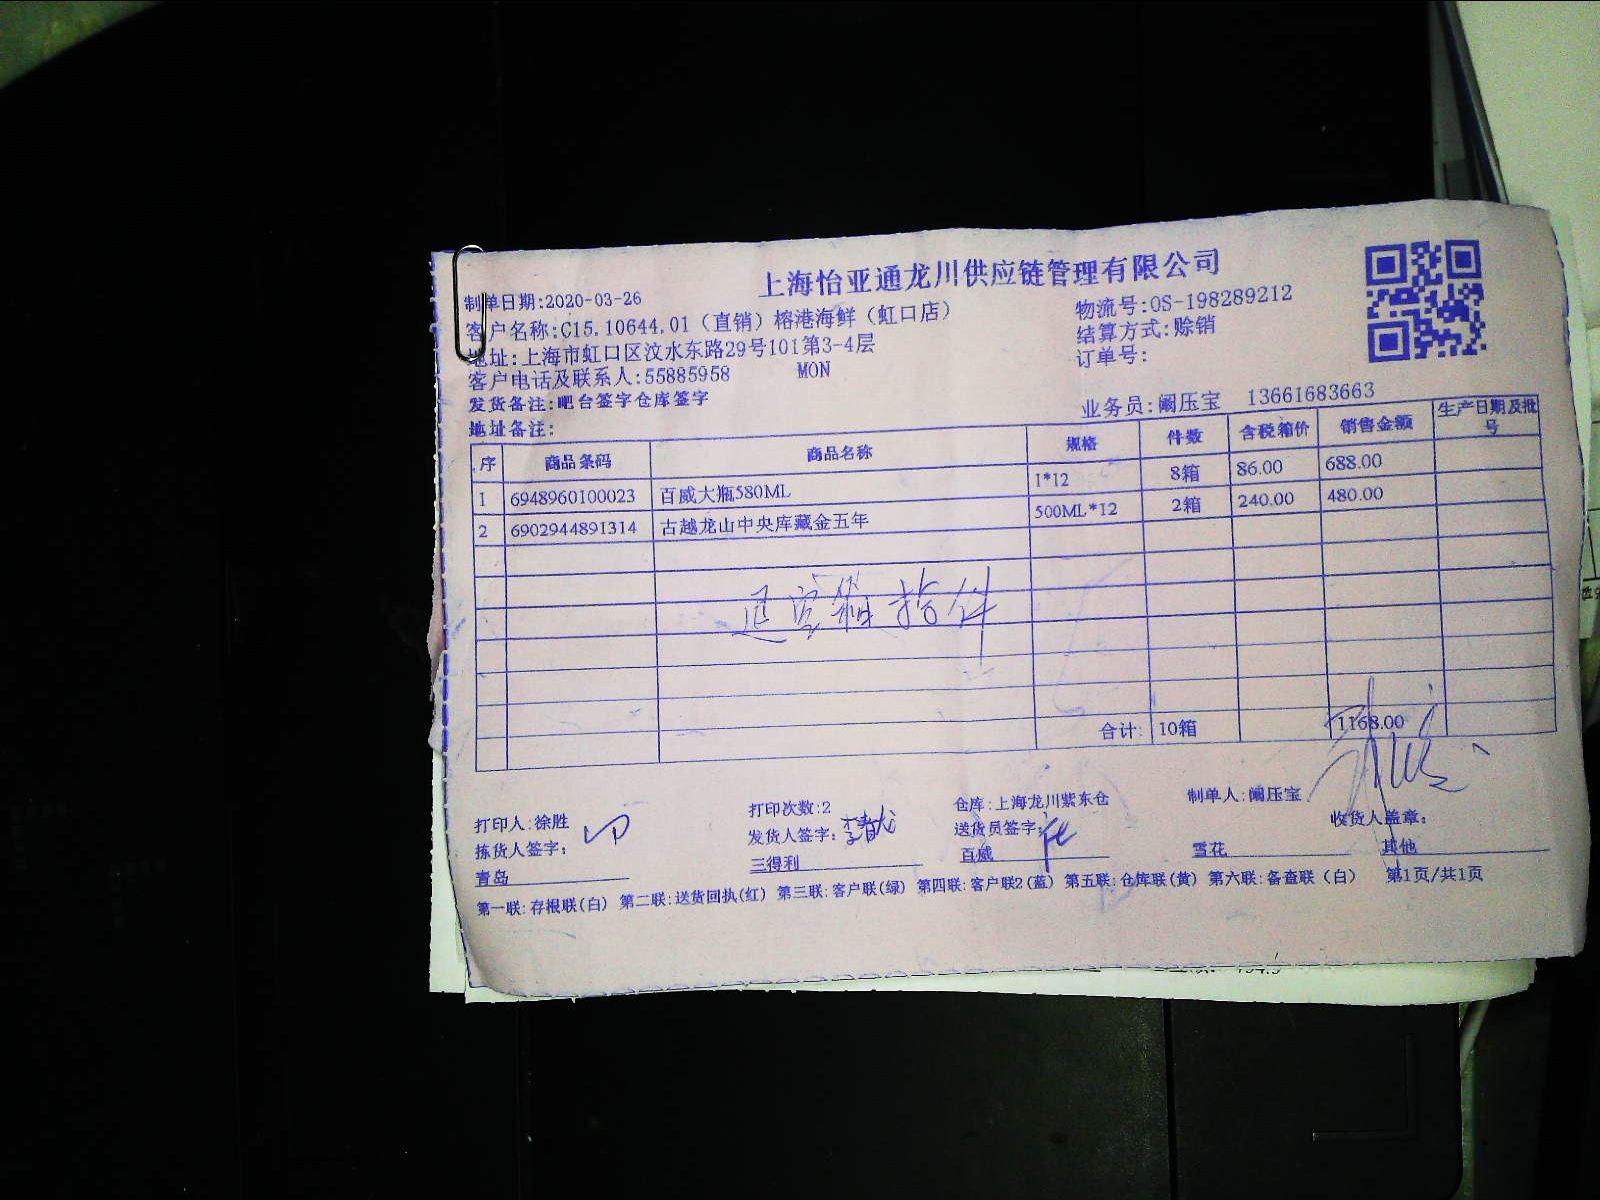 上海怡亚通龙川供应链管理有限公司
制单日期:2020-03-26
物流号:OS-198289212
客户名称:C15.10644.01（直销）榕港海鲜（虹口店）
结算方式:赊销
地址:上海市虹口区汶水东路29号101第3-4层
订单号:
客户电话及联系人:55885958 MON
发货备注:吧台签字仓库签字
业务员:阚压宝 13661683663
地址备注:
序 商品条码 商品名称 规格 件数 含税箱价 销售金额 生产日期及批号
1 6948960100023 百威大瓶580ML 1*12 8箱 86.00 688.00
2 6902944891314 古越龙山中央库藏金五年 500ML*12 2箱 240.00 480.00
合计: 10箱 1168.00
打印人:徐胜 打印次数:2 仓库:上海龙川紫东仓 制单人:阚压宝
拣货人签字: 发货人签字: 李春龙 送货员签字: 收货人盖章:
青岛 三得利 百威 雪花 其他
第一联:存根联(白) 第二联:送货回执(红) 第三联:客户联(绿) 第四联:客户联2(蓝) 第五联:仓库联(黄) 第六联:备查联（白） 第1页/共1页